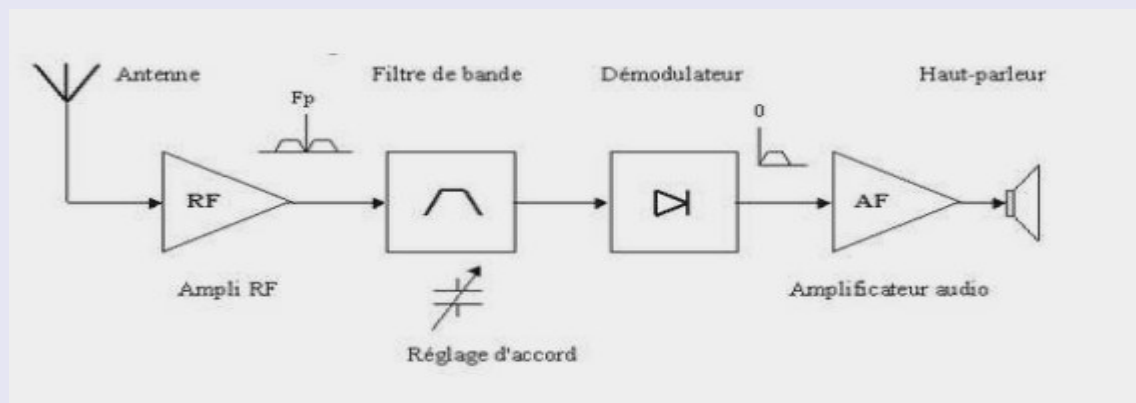 Antenne
Filtre de bande
Démodulateur
Haut-parleur
Fp
0
RF
AF
Ampli RF
Amplificateur audio
Réglage d'accord